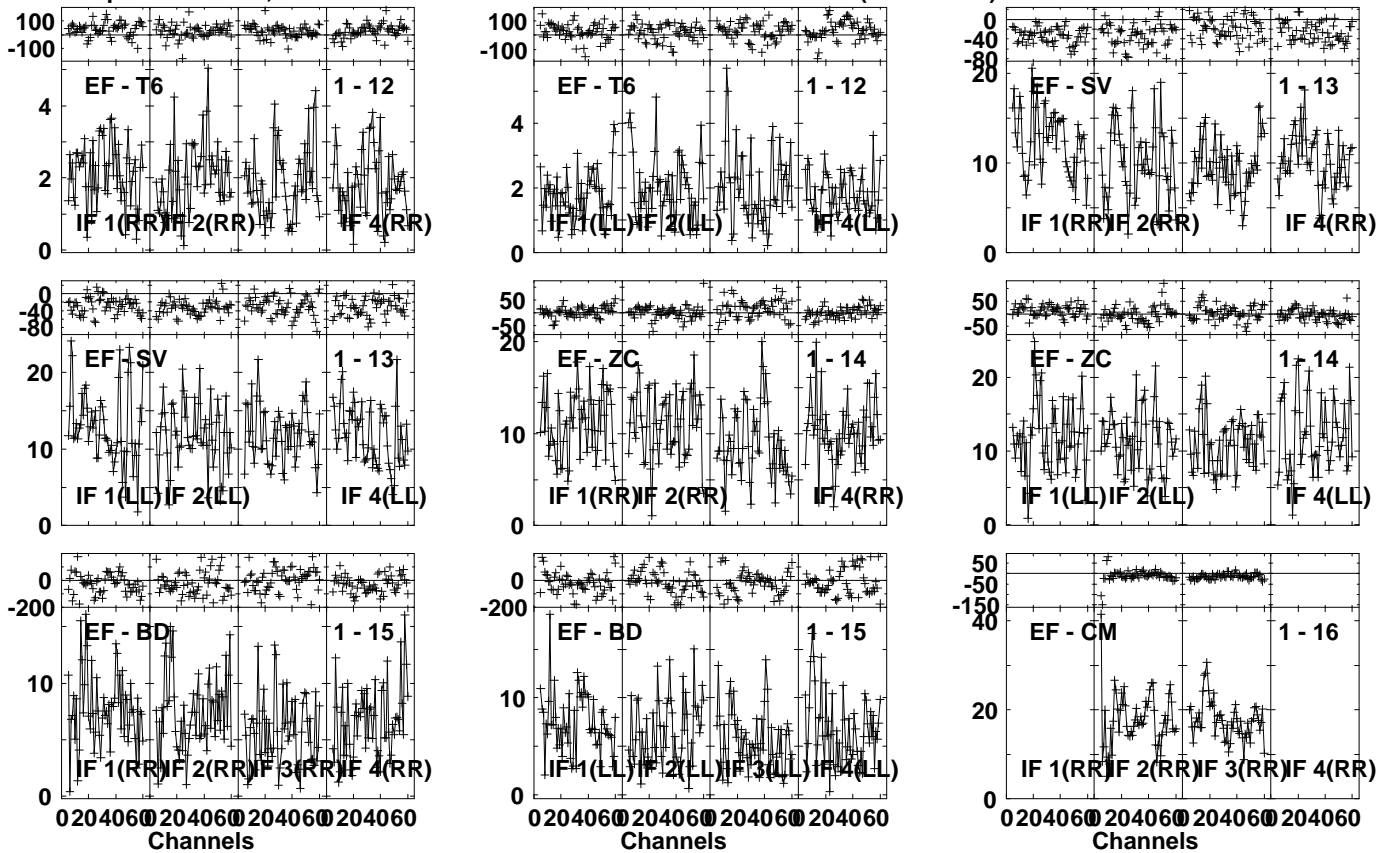 100
-100
EF - T6 1 - 12
4
2
0
IF 1(RR) IF 2(RR) IF 4(RR)
100
-100
EF - T6 1 - 12
4
2
0
IF 1(LL) IF 2(LL) IF 4(LL)
0
-40
-80
EF - SV 1 - 13
20
10
0
IF 1(RR) IF 2(RR) IF 4(RR)
0
-40
-80
EF - SV 1 - 13
20
10
0
IF 1(LL) IF 2(LL) IF 4(LL)
50
-50
EF - ZC 1 - 14
20
10
0
IF 1(RR) IF 2(RR) IF 4(RR)
50
-50
EF - ZC 1 - 14
20
10
0
IF 1(LL) IF 2(LL) IF 4(LL)
0
-200
EF - BD 1 - 15
10
0
IF 1(RR) IF 2(RR) IF 3(RR) IF 4(RR)
0 20 40 60 0 20 40 60 0 20 40 60 0 20 40 60
Channels
0
-200
EF - BD 1 - 15
10
0
IF 1(LL) IF 2(LL) IF 3(LL) IF 4(LL)
0 20 40 60 0 20 40 60 0 20 40 60 0 20 40 60
Channels
50
-50
-150
EF - CM 1 - 16
40
20
0
IF 1(RR) IF 2(RR) IF 3(RR) IF 4(RR)
0 20 40 60 0 20 40 60 0 20 40 60 0 20 40 60
Channels